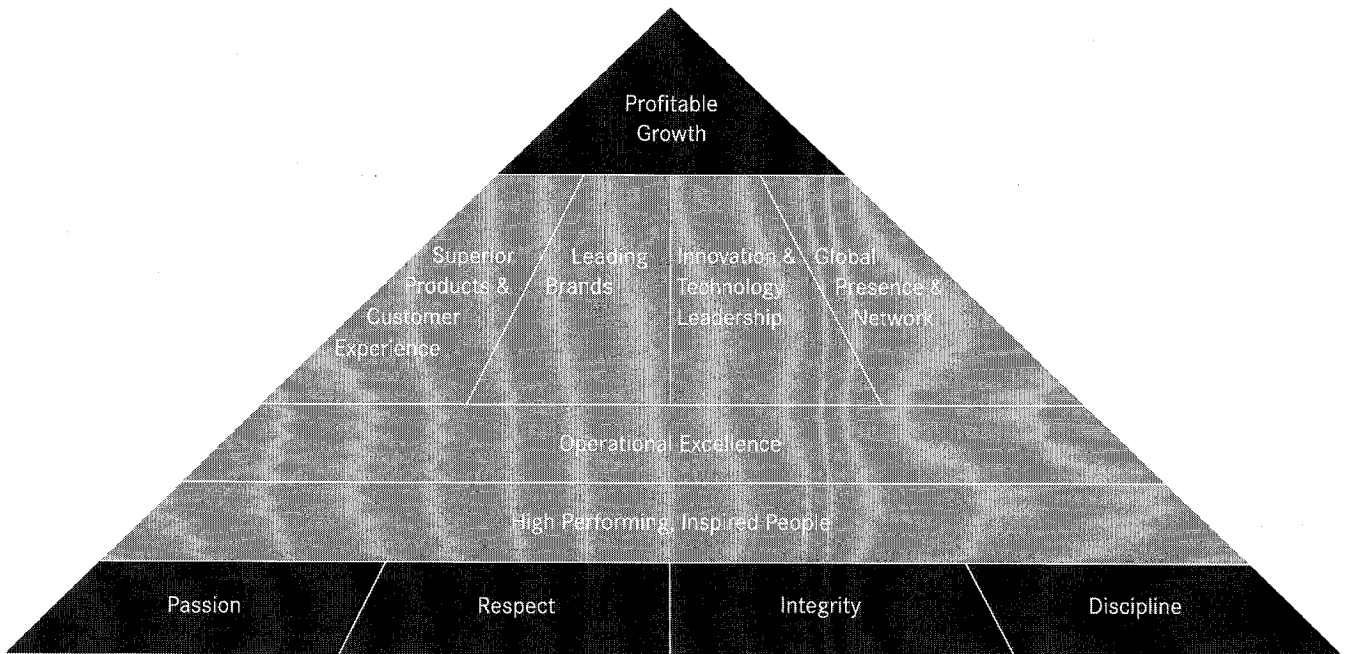 Profitable
Growth
Superior
Products &
Customer
Experience
Leading
Brands
Innovation &
Technology
Leadership
Global
Presence &
Network
Operational Excellence
High Performing, Inspired People
Passion
Respect
Integrity
Discipline